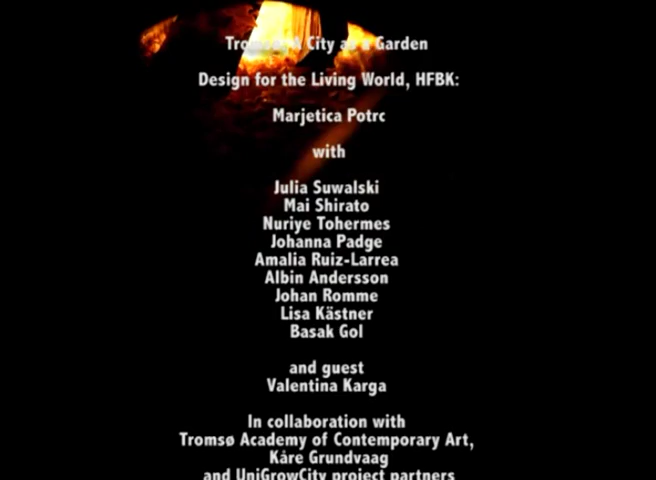 Tromsø, A City as a Garden
Design for the Living World, HFBK:
Marjetica Potrc
with
Julia Suwalski
Mai Shirato
Nuriye Tohermes
Johanna Padge
Amalia Ruiz-Larrea
Albin Andersson
Johan Romme
Lisa Kästner
Basak Gol
and guest
Valentina Karga
In collaboration with
Tromsø Academy of Contemporary Art,
Kåre Grundvaag
and UniGrowCity project partners